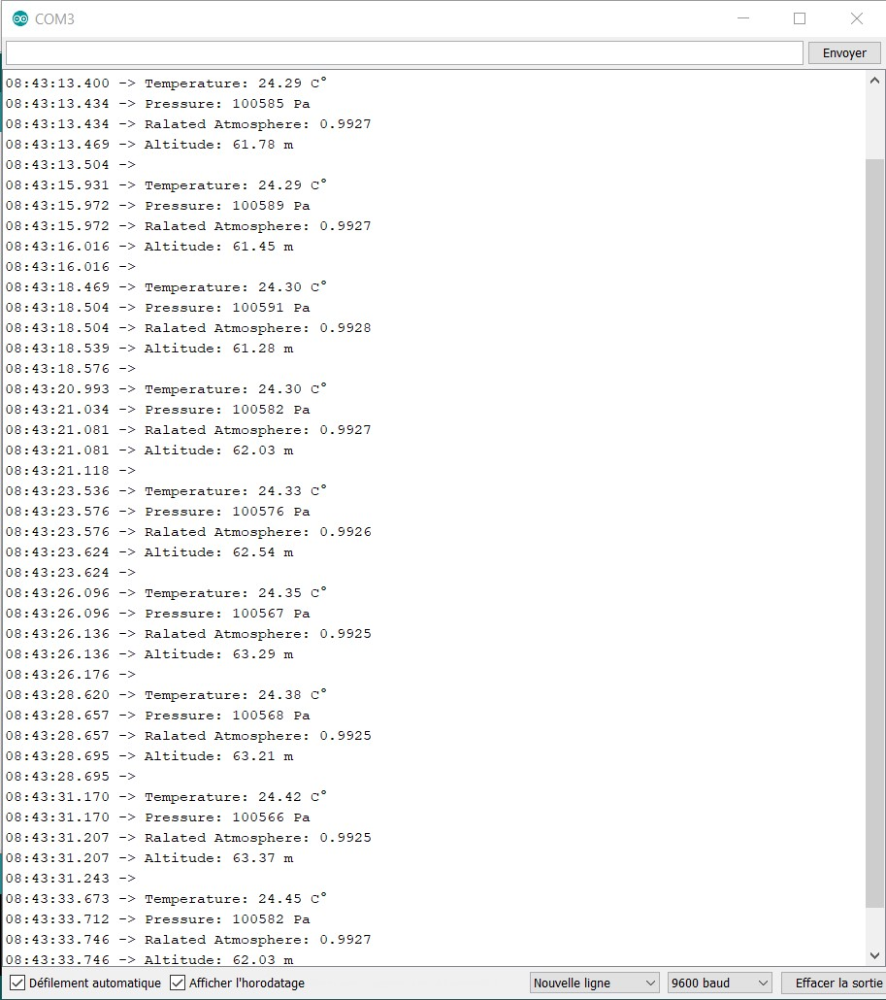 COM3
Envoyer
08:43:13.400 -> Temperature: 24.29 C°
08:43:13.434 -> Pressure: 100585 Pa
08:43:13.434 -> Ralated Atmosphere: 0.9927
08:43:13.469 -> Altitude: 61.78 m
08:43:13.504 ->
08:43:15.931 -> Temperature: 24.29 C°
08:43:15.972 -> Pressure: 100589 Pa
08:43:15.972 -> Ralated Atmosphere: 0.9927
08:43:16.016 -> Altitude: 61.45 m
08:43:16.016 ->
08:43:18.469 -> Temperature: 24.30 C°
08:43:18.504 -> Pressure: 100591 Pa
08:43:18.504 -> Ralated Atmosphere: 0.9928
08:43:18.539 -> Altitude: 61.28 m
08:43:18.576 ->
08:43:20.993 -> Temperature: 24.30 C°
08:43:21.034 -> Pressure: 100582 Pa
08:43:21.081 -> Ralated Atmosphere: 0.9927
08:43:21.081 -> Altitude: 62.03 m
08:43:21.118 ->
08:43:23.536 -> Temperature: 24.33 C°
08:43:23.576 -> Pressure: 100576 Pa
08:43:23.576 -> Ralated Atmosphere: 0.9926
08:43:23.624 -> Altitude: 62.54 m
08:43:23.624 ->
08:43:26.096 -> Temperature: 24.35 C°
08:43:26.096 -> Pressure: 100567 Pa
08:43:26.136 -> Ralated Atmosphere: 0.9925
08:43:26.136 -> Altitude: 63.29 m
08:43:26.176 ->
08:43:28.620 -> Temperature: 24.38 C°
08:43:28.657 -> Pressure: 100568 Pa
08:43:28.657 -> Ralated Atmosphere: 0.9925
08:43:28.695 -> Altitude: 63.21 m
08:43:28.695 ->
08:43:31.170 -> Temperature: 24.42 C°
08:43:31.170 -> Pressure: 100566 Pa
08:43:31.207 -> Ralated Atmosphere: 0.9925
08:43:31.207 -> Altitude: 63.37 m
08:43:31.243 ->
08:43:33.673 -> Temperature: 24.45 C°
08:43:33.712 -> Pressure: 100582 Pa
08:43:33.746 -> Ralated Atmosphere: 0.9927
08:43:33.746 -> Altitude: 62.03 m
Défilement automatique Afficher l'horodatage Nouvelle ligne 9600 baud Effacer la sortie